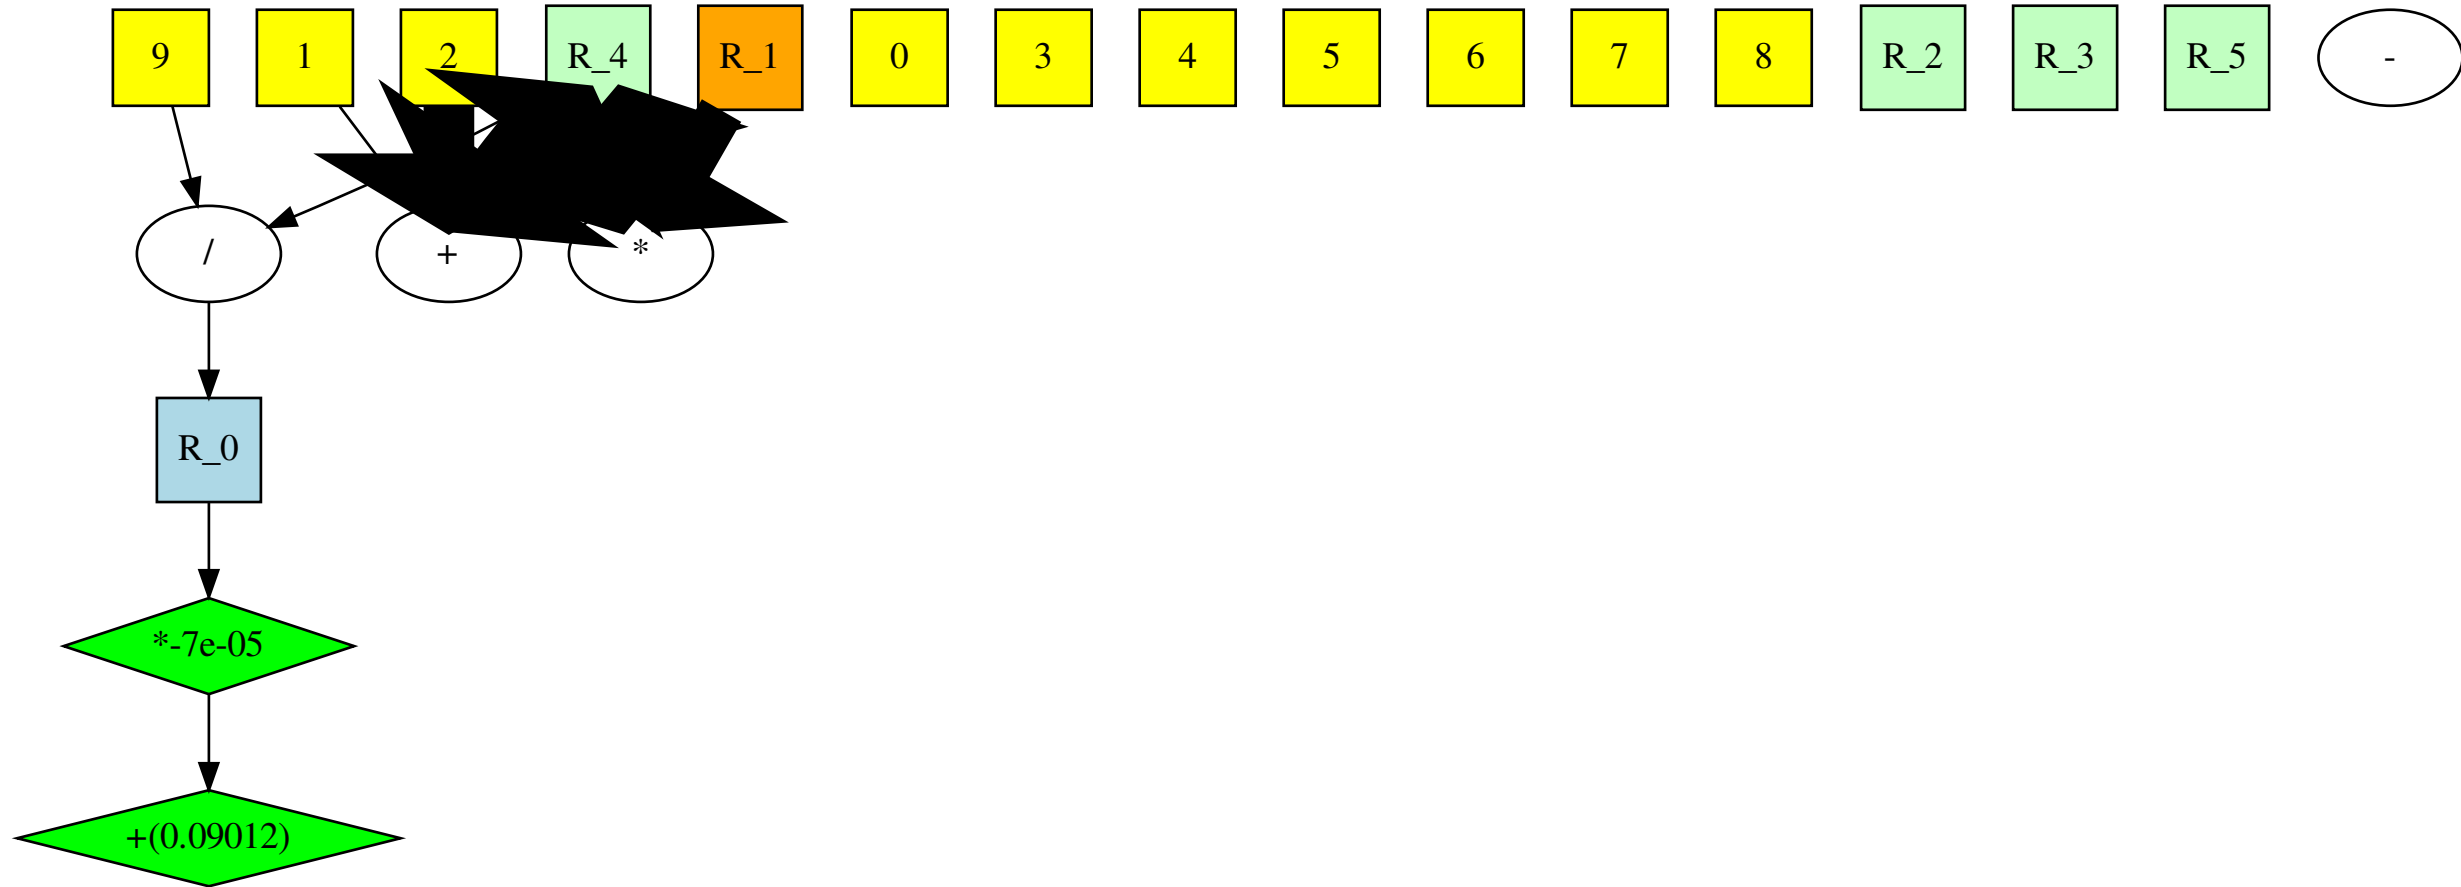 9 1 2 R_4 R_1 0 3 4 5 6 7 8 R_2 R_3 R_5 -
/ + *
R_0
*-7e-05
+(0.09012)